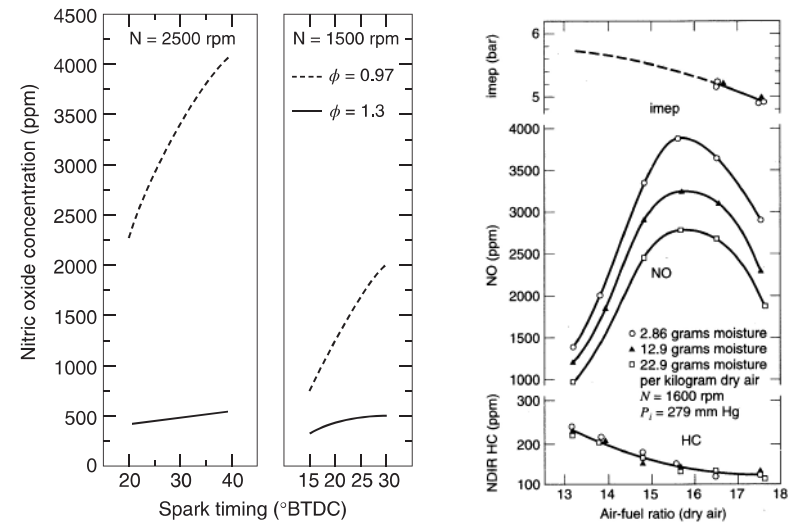 Nitric oxide concentration (ppm)
4500
4000
3500
3000
2500
2000
1500
1000
500
0
N = 2500 rpm
20
30
40
N = 1500 rpm
ϕ = 0.97
ϕ = 1.3
15 20 25 30
Spark timing (°BTDC)
imep (bar)
6
5
imep
NO (ppm)
4000
3500
3000
2500
2000
1500
1000
NO
2.86 grams moisture
12.9 grams moisture
22.9 grams moisture
per kilogram dry air
N = 1600 rpm
Pi = 279 mm Hg
NDIR HC (ppm)
300
200
100
HC
13 14 15 16 17 18
Air-fuel ratio (dry air)